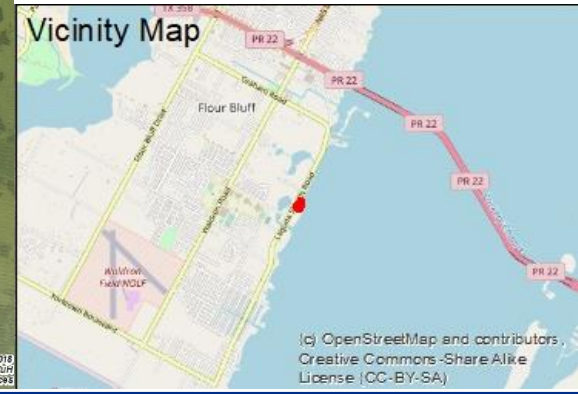 Vicinity Map
TX 358
PR 22
PR 22
Graham Road
Flour Bluff
PR 22
Flour Bluff Drive
Waldron Road
Laguna Shores Road
PR 22
Waldron
Field NOLF
PR 22
Yorktown Boulevard
(c) OpenStreetMap and contributors,
Creative Commons-Share Alike
License (CC-BY-SA)
2018